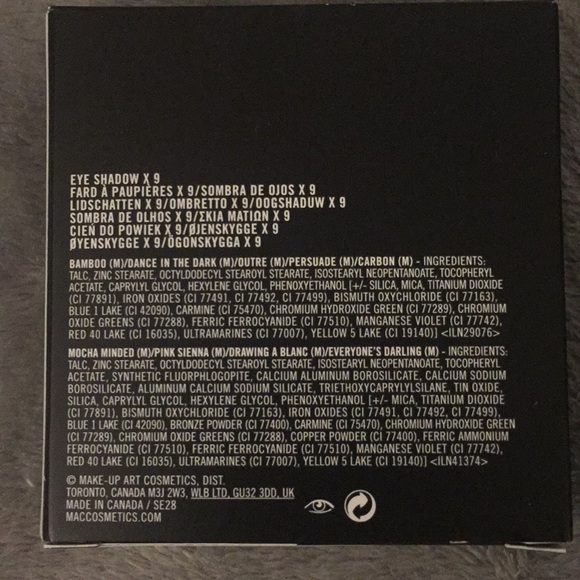 EYE SHADOW X 9
FARD À PAUPIÈRES X 9/SOMBRA DE OJOS X 9
LIDSCHATTEN X 9/OMBRETTO X 9/OOGSHADUW X 9
SOMBRA DE OLHOS X 9/ΣΚΙΑ ΜΑΤΙΩΝ X 9
CIEŃ DO POWIEK X 9/ØJENSKYGGE X 9
ØYENSKYGGE X 9/ÖGONSKYGGA X 9
BAMBOO (M)/DANCE IN THE DARK (M)/OUTRE (M)/PERSUADE (M)/CARBON (M) - INGREDIENTS:
TALC, ZINC STEARATE, OCTYLDODECYL STEAROYL STEARATE, ISOSTEARYL NEOPENTANOATE, TOCOPHERYL
ACETATE, CAPRYLYL GLYCOL, HEXYLENE GLYCOL, PHENOXYETHANOL [+/- SILICA, MICA, TITANIUM DIOXIDE
(CI 77891), IRON OXIDES (CI 77491, CI 77492, CI 77499), BISMUTH OXYCHLORIDE (CI 77163),
BLUE 1 LAKE (CI 42090), CARMINE (CI 75470), CHROMIUM HYDROXIDE GREEN (CI 77289), CHROMIUM
OXIDE GREENS (CI 77288), FERRIC FERROCYANIDE (CI 77510), MANGANESE VIOLET (CI 77742),
RED 40 LAKE (CI 16035), ULTRAMARINES (CI 77007), YELLOW 5 LAKE (CI 19140)] <ILN29076>
MOCHA MINDED (M)/PINK SIENNA (M)/DRAWING A BLANC (M)/EVERYONE'S DARLING (M) - INGREDIENTS:
TALC, ZINC STEARATE, OCTYLDODECYL STEAROYL STEARATE, ISOSTEARYL NEOPENTANOATE, TOCOPHERYL
ACETATE, SYNTHETIC FLUORPHLOGOPITE, CALCIUM ALUMINUM BOROSILICATE, CALCIUM SODIUM
BOROSILICATE, ALUMINUM CALCIUM SODIUM SILICATE, TRIETHOXYCAPRYLYLSILANE, TIN OXIDE,
SILICA, CAPRYLYL GLYCOL, HEXYLENE GLYCOL, PHENOXYETHANOL [+/- MICA, TITANIUM DIOXIDE
(CI 77891), BISMUTH OXYCHLORIDE (CI 77163), IRON OXIDES (CI 77491, CI 77492, CI 77499),
BLUE 1 LAKE (CI 42090), BRONZE POWDER (CI 77400), CARMINE (CI 75470), CHROMIUM HYDROXIDE GREEN
(CI 77289), CHROMIUM OXIDE GREENS (CI 77288), COPPER POWDER (CI 77400), FERRIC AMMONIUM
FERROCYANIDE (CI 77510), FERRIC FERROCYANIDE (CI 77510), MANGANESE VIOLET (CI 77742),
RED 40 LAKE (CI 16035), ULTRAMARINES (CI 77007), YELLOW 5 LAKE (CI 19140)] <ILN41374>
© MAKE-UP ART COSMETICS, DIST.
TORONTO, CANADA M3J 2W3, WLB LTD, GU32 3DD, UK
MADE IN CANADA / SE28
MACCOSMETICS.COM